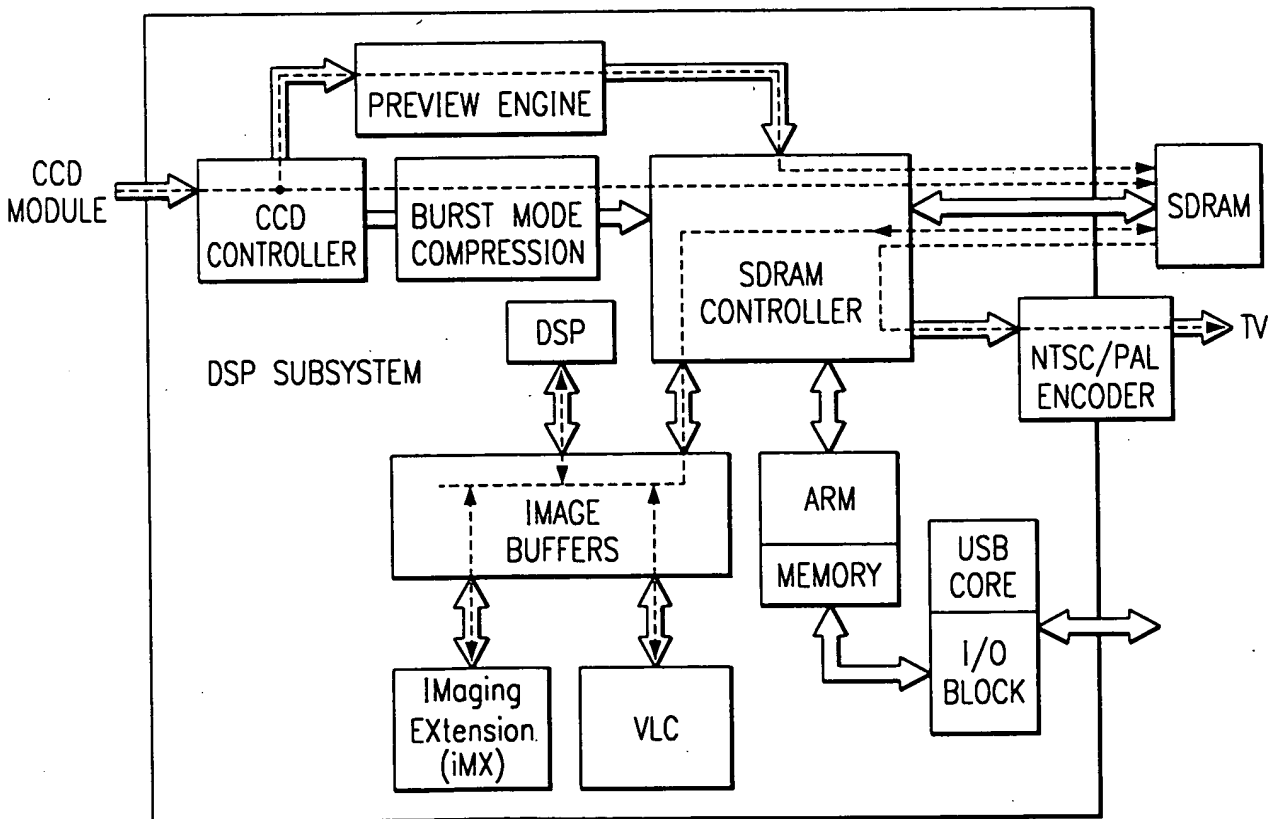 PREVIEW ENGINE
CCD
MODULE
CCD
CONTROLLER
BURST MODE
COMPRESSION
SDRAM
CONTROLLER
SDRAM
DSP
DSP SUBSYSTEM
NTSC/PAL
ENCODER
TV
IMAGE
BUFFERS
ARM
MEMORY
USB
CORE
I/O
BLOCK
IMaging
EXtension
(iMX)
VLC